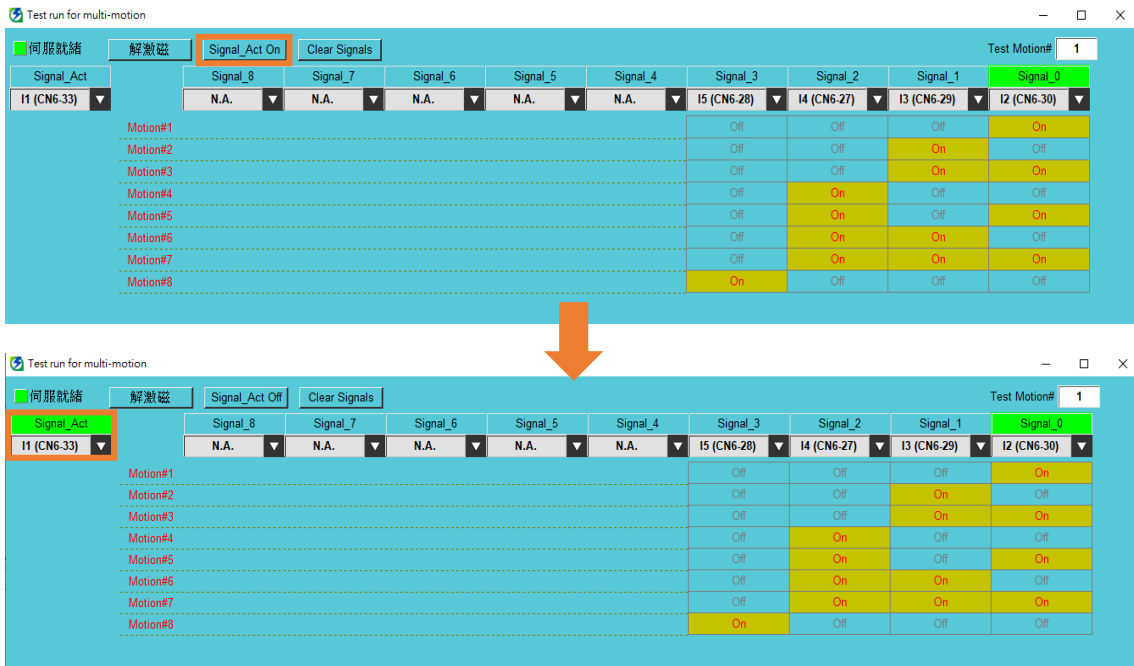 Test run for multi-motion
伺服就緒 解激磁 Signal_Act On Clear Signals Test Motion# 1
Signal_Act Signal_8 Signal_7 Signal_6 Signal_5 Signal_4 Signal_3 Signal_2 Signal_1 Signal_0
I1 (CN6-33) N.A. N.A. N.A. N.A. N.A. I5 (CN6-28) I4 (CN6-27) I3 (CN6-29) I2 (CN6-30)
Motion#1 Off Off Off On
Motion#2 Off Off On Off
Motion#3 Off Off On On
Motion#4 Off On Off Off
Motion#5 Off On Off On
Motion#6 Off On On Off
Motion#7 Off On On On
Motion#8 On Off Off Off
Test run for multi-motion
伺服就緒 解激磁 Signal_Act Off Clear Signals Test Motion# 1
Signal_Act Signal_8 Signal_7 Signal_6 Signal_5 Signal_4 Signal_3 Signal_2 Signal_1 Signal_0
I1 (CN6-33) N.A. N.A. N.A. N.A. N.A. I5 (CN6-28) I4 (CN6-27) I3 (CN6-29) I2 (CN6-30)
Motion#1 Off Off Off On
Motion#2 Off Off On Off
Motion#3 Off Off On On
Motion#4 Off On Off Off
Motion#5 Off On Off On
Motion#6 Off On On Off
Motion#7 Off On On On
Motion#8 On Off Off Off